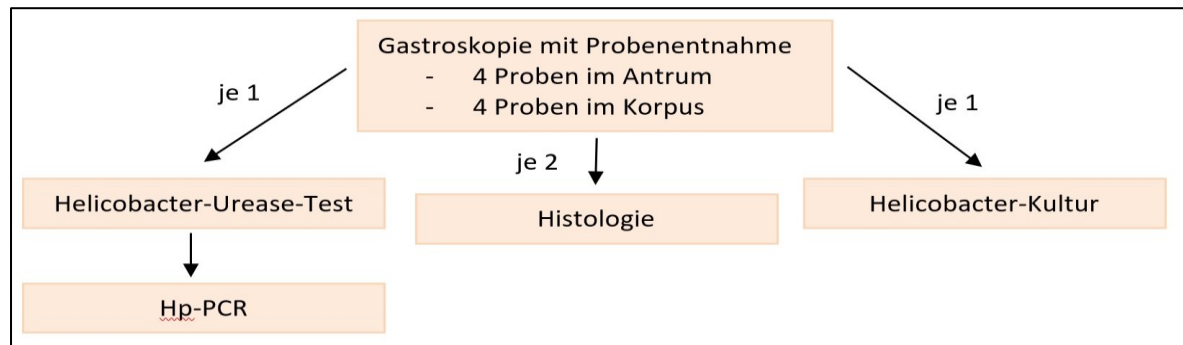 Gastroskopie mit Probenentnahme
- 4 Proben im Antrum
- 4 Proben im Korpus
je 1
je 1
je 2
Helicobacter-Urease-Test
Histologie
Helicobacter-Kultur
Hp-PCR